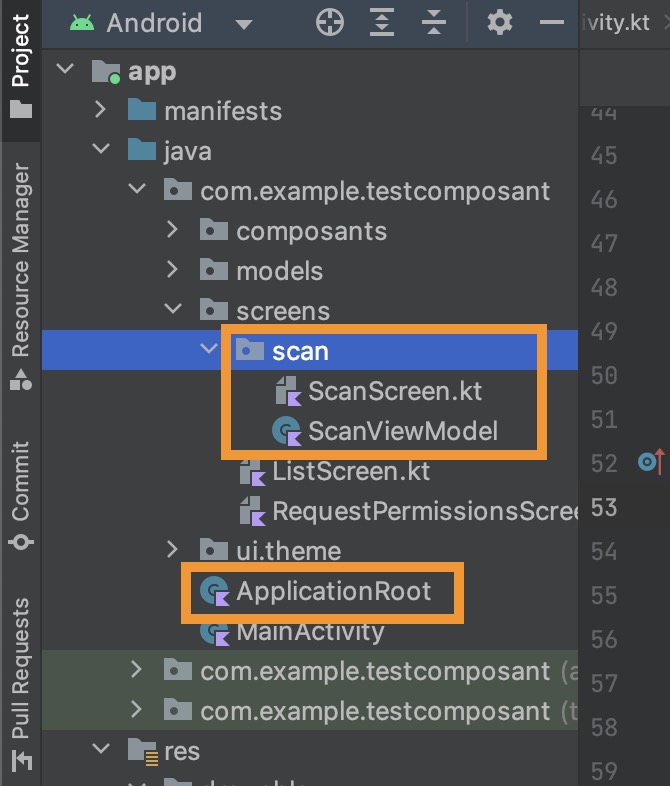 Project
Resource Manager
Commit
Pull Requests
Android
ivity.kt
app
manifests
java
com.example.testcomposant
composants
models
screens
scan
ScanScreen.kt
ScanViewModel
ListScreen.kt
RequestPermissionsScree
ui.theme
ApplicationRoot
MainActivity
com.example.testcomposant (a
com.example.testcomposant (t
res
44
45
46
47
48
49
50
51
52
53
54
55
56
57
58
59